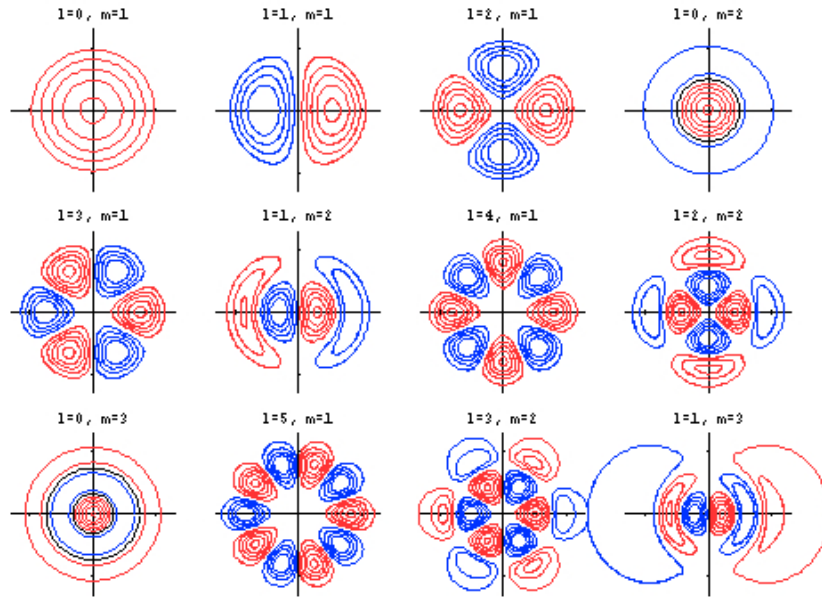 l=0, m=1 l=1, m=1 l=2, m=1 l=0, m=2
l=3, m=1 l=1, m=2 l=4, m=1 l=2, m=2
l=0, m=3 l=5, m=1 l=3, m=2 l=1, m=3